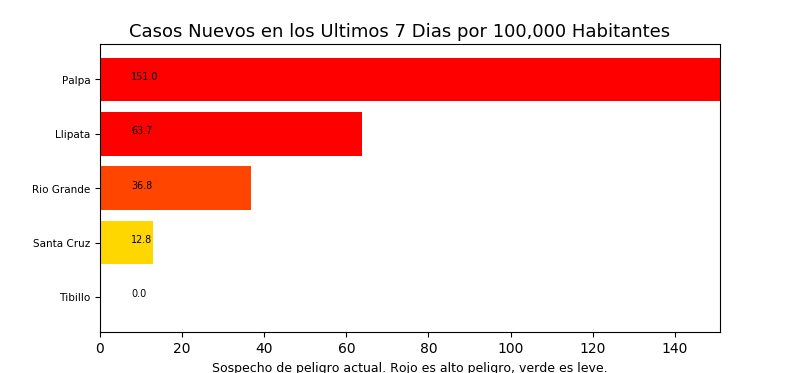 Casos Nuevos en los Ultimos 7 Dias por 100,000 Habitantes
Palpa 151.0
Llipata 63.7
Rio Grande 36.8
Santa Cruz 12.8
Tibillo 0.0
0 20 40 60 80 100 120 140
Sospecho de peligro actual. Rojo es alto peligro, verde es leve.